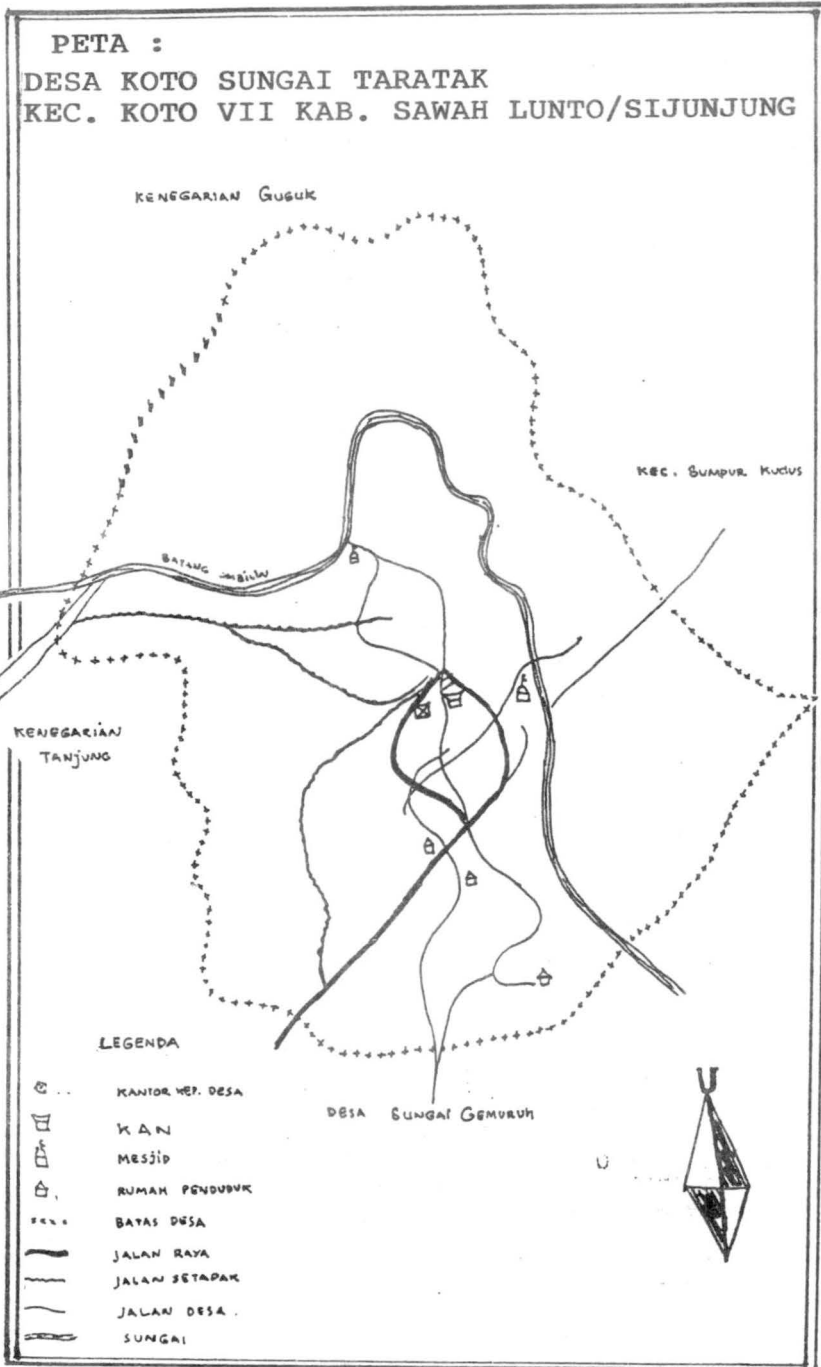 PETA :
DESA KOTO SUNGAI TARATAK
KEC. KOTO VII KAB. SAWAH LUNTO/SIJUNJUNG
KENEGARIAN GUGUK
KEC. SUMPUR KUDUS
BATANG
KENEGARIAN
TANJUNG
LEGENDA
KANTOR KEP. DESA
KAN
MESJID
RUMAH PENDUDUK
BATAS DESA
JALAN RAYA
JALAN SETAPAK
JALAN DESA.
SUNGAI
DESA SUNGAI GEMURUH
U
U